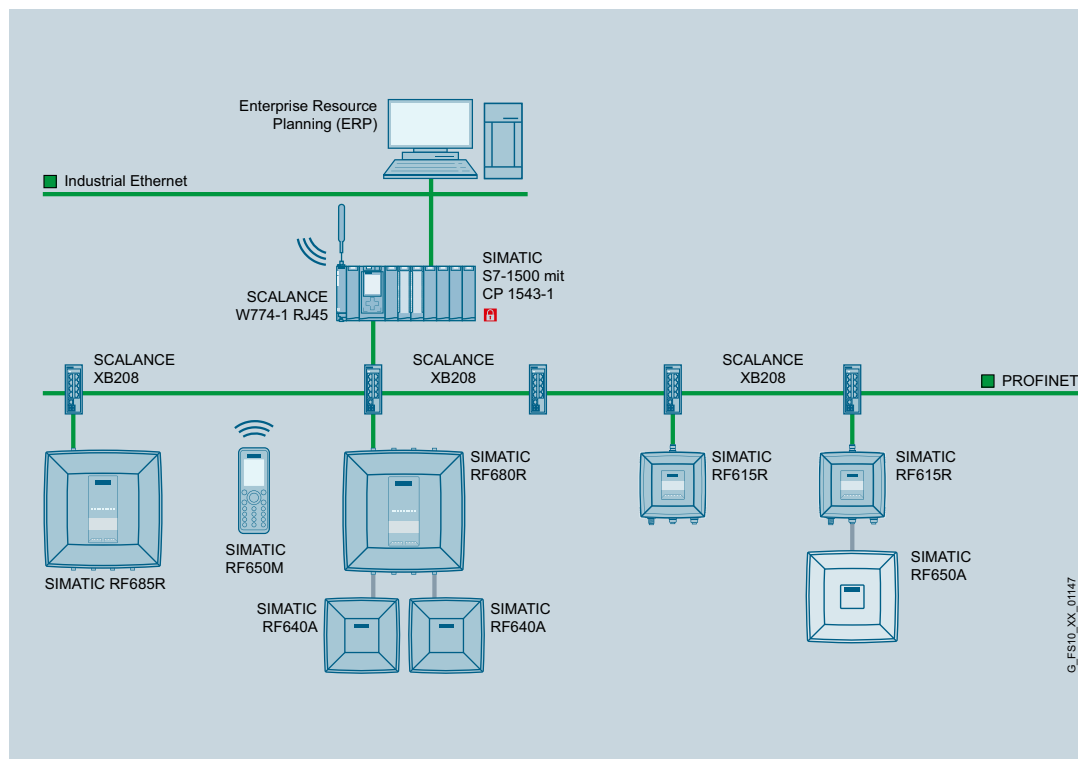 Enterprise Resource
Planning (ERP)
Industrial Ethernet
SIMATIC
S7-1500 mit
CP 1543-1
SCALANCE
W774-1 RJ45
SCALANCE
XB208
SCALANCE
XB208
SCALANCE
XB208
PROFINET
SIMATIC RF685R
SIMATIC
RF650M
SIMATIC
RF680R
SIMATIC
RF640A
SIMATIC
RF640A
SIMATIC
RF615R
SIMATIC
RF615R
SIMATIC
RF650A
G_FS10_XX_01147